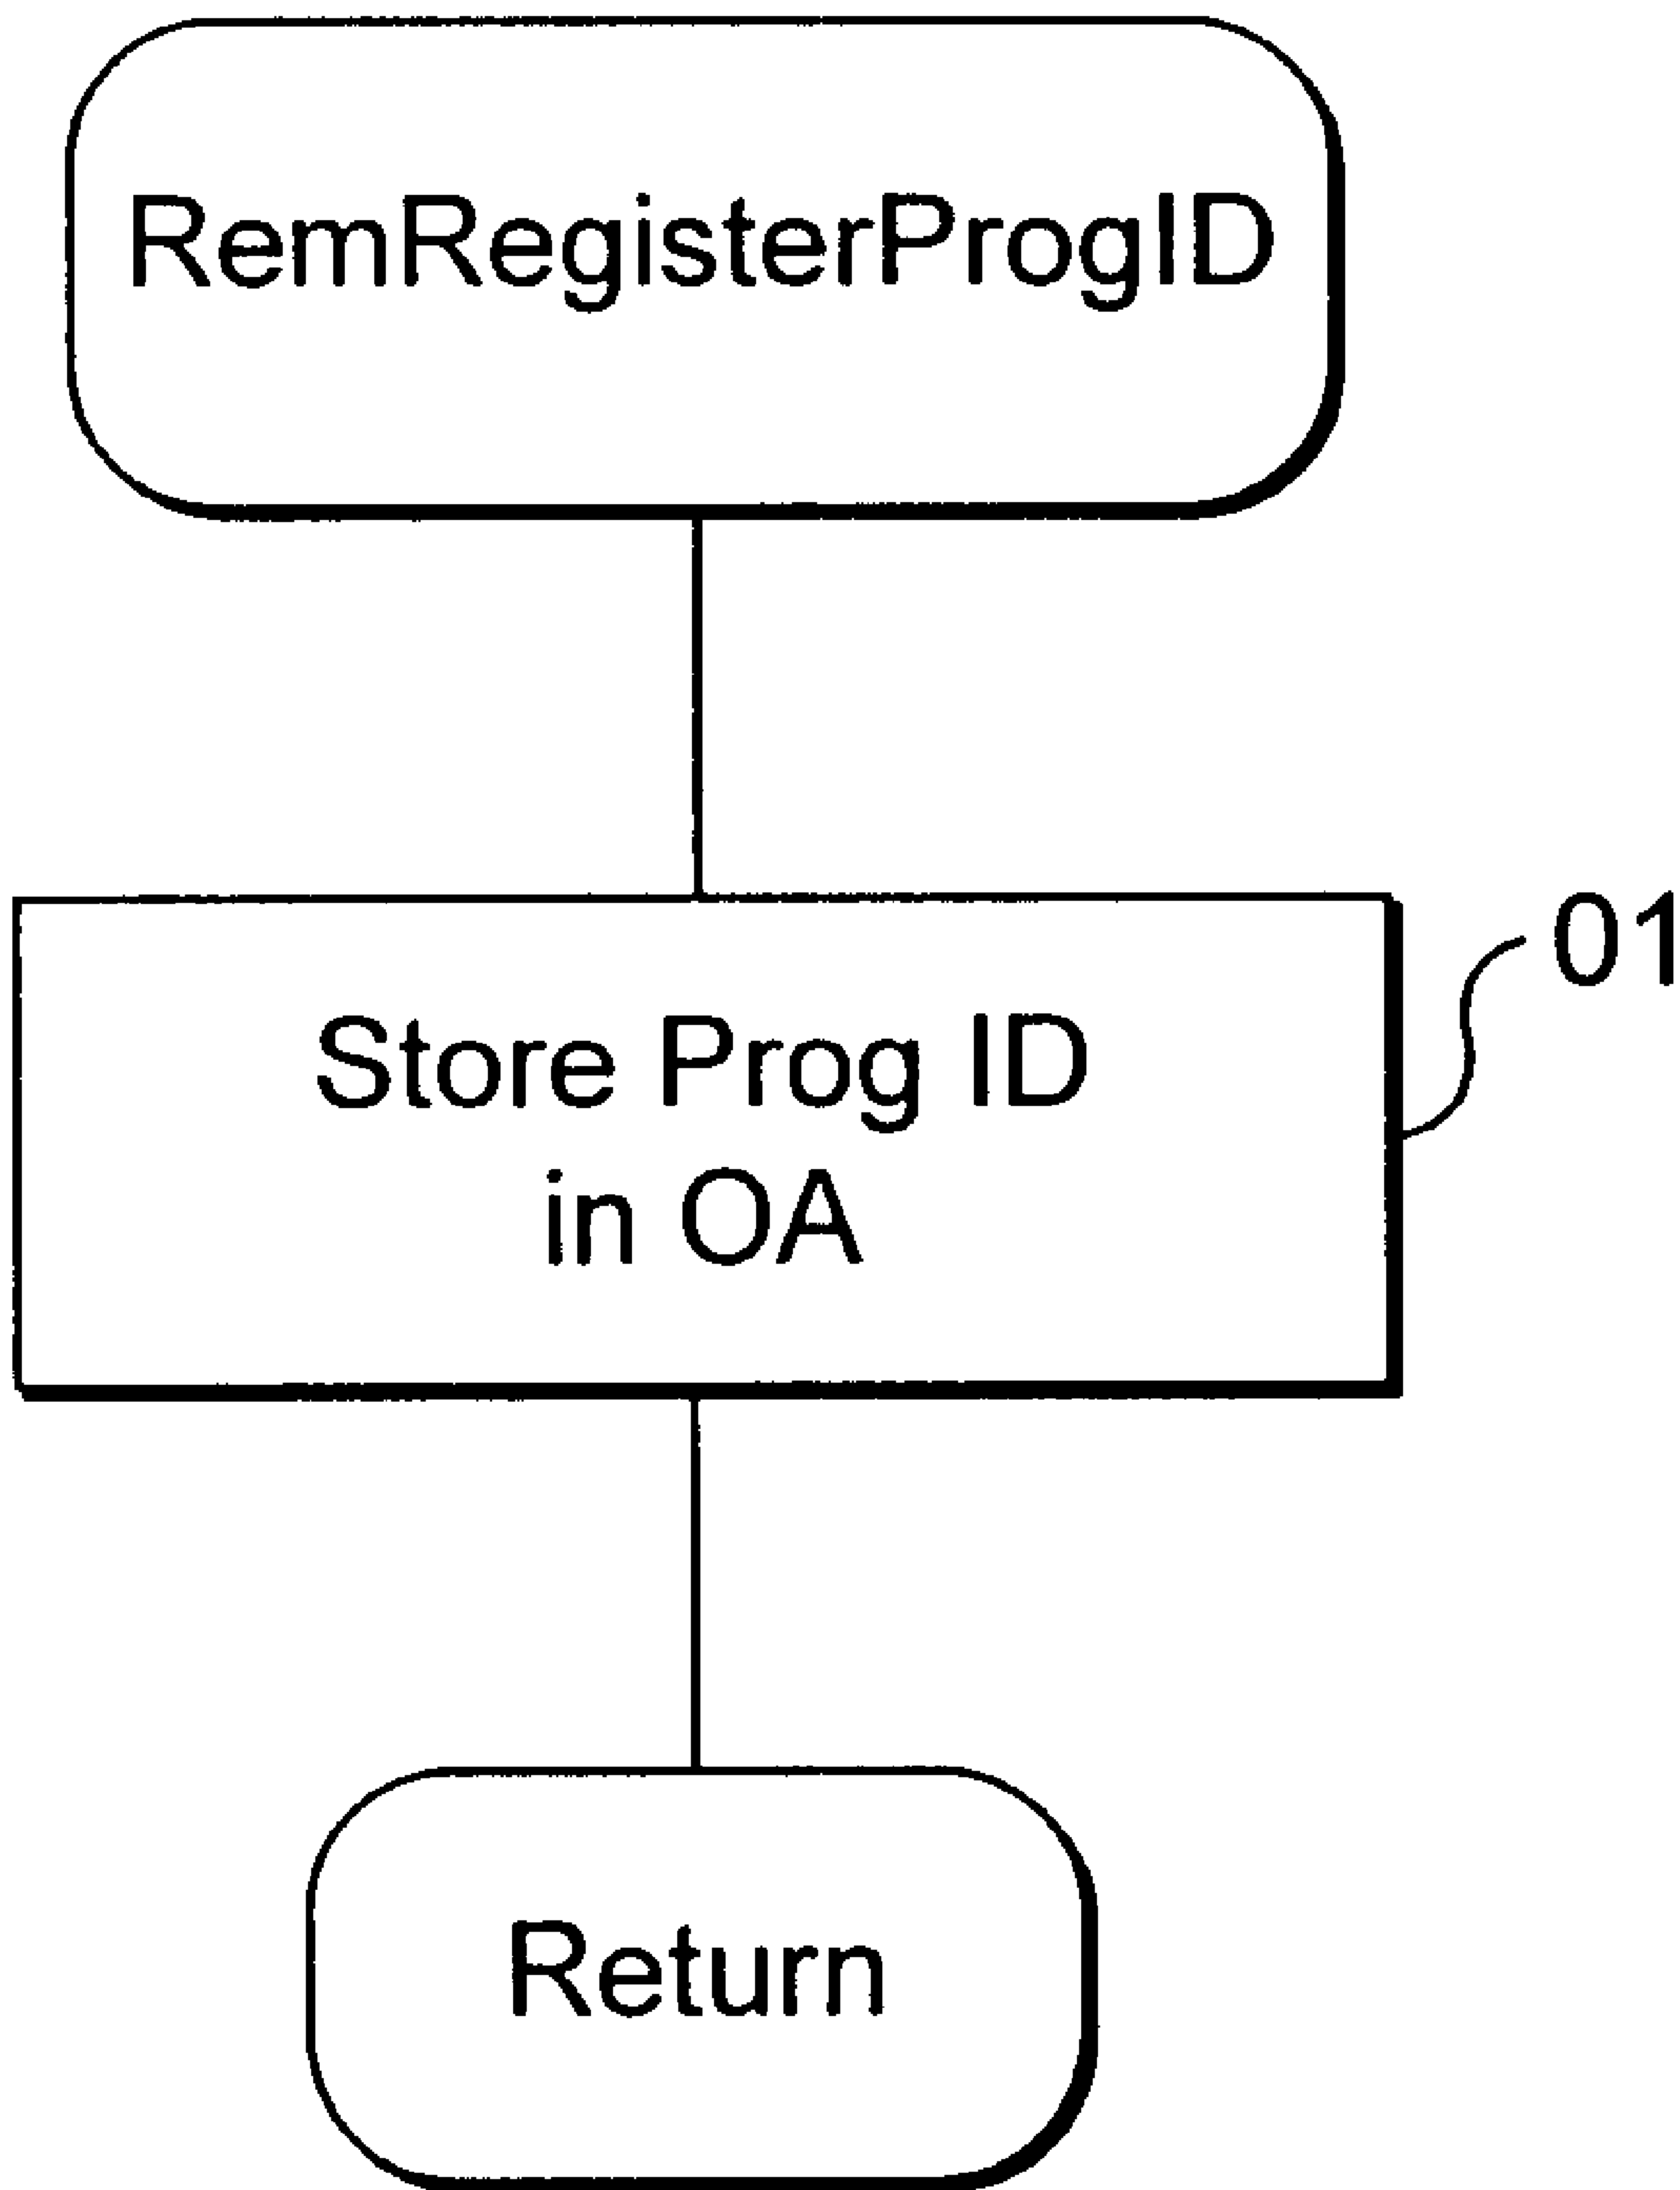 RemRegisterProgID
01
Store Prog ID
in OA
Return